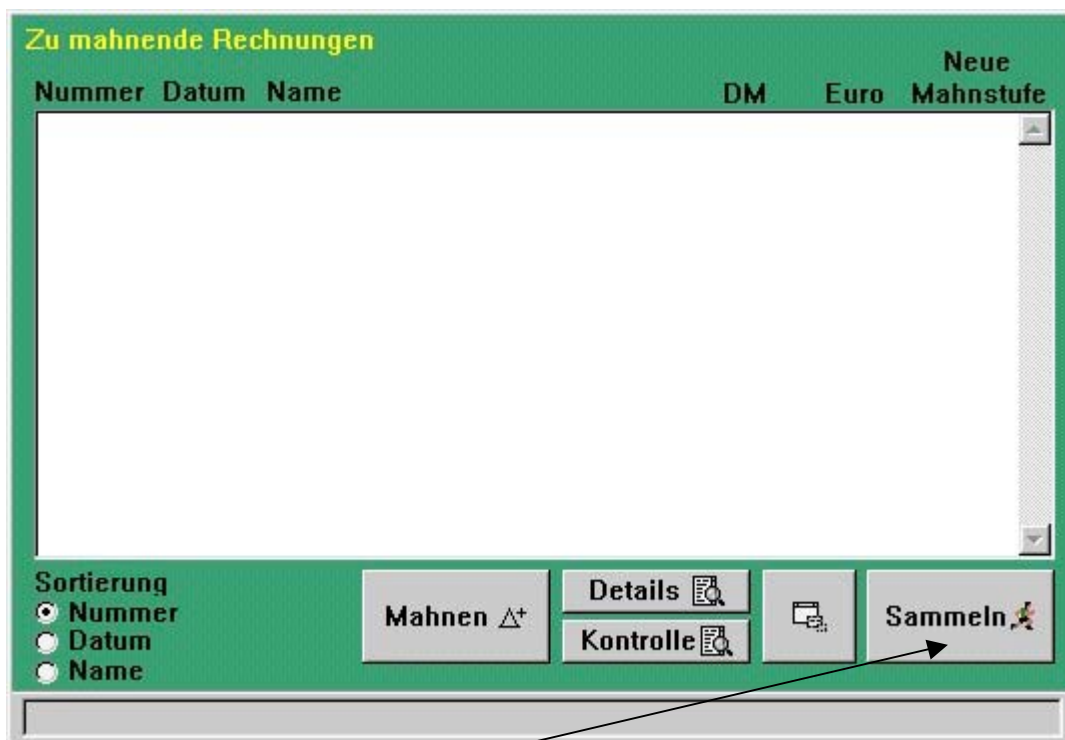 Zu mahnende Rechnungen
Neue
Nummer Datum Name DM Euro Mahnstufe
Sortierung
Nummer
Datum
Name
Mahnen △+
Details
Kontrolle
Sammeln